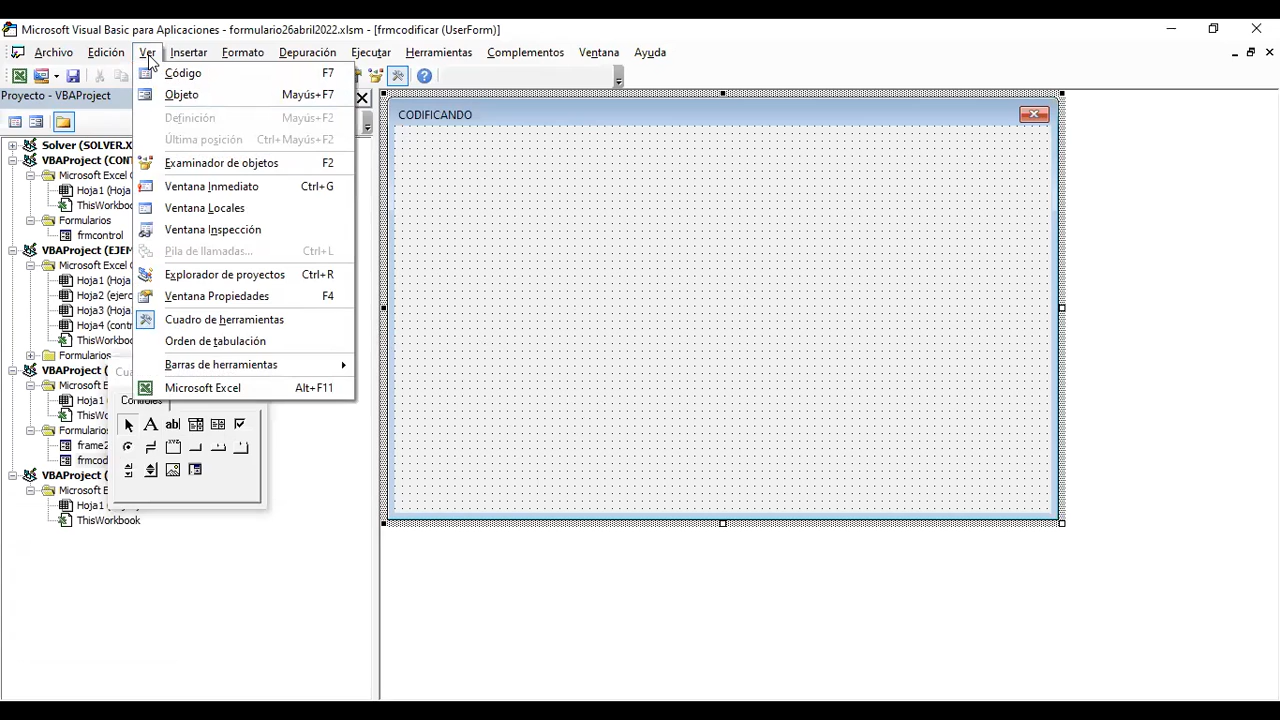 Microsoft Visual Basic para Aplicaciones - formulario26abril2022.xlsm - [frmcodificar (UserForm)]
Archivo Edición Ver Insertar Formato Depuración Ejecutar Herramientas Complementos Ventana Ayuda
Proyecto - VBAProject
Código F7
Objeto Mayús+F7
Definición Mayús+F2
Última posición Ctrl+Mayús+F2
Examinador de objetos F2
Ventana Inmediato Ctrl+G
Ventana Locales
Ventana Inspección
Pila de llamadas... Ctrl+L
Explorador de proyectos Ctrl+R
Ventana Propiedades F4
Cuadro de herramientas
Orden de tabulación
Barras de herramientas
Microsoft Excel Alt+F11
Solver (SOLVER.X
VBAProject (CON
Microsoft Excel
Hoja1 (Hoja
ThisWorkboo
Formularios
frmcontrol
VBAProject (EJEM
Microsoft Excel
Hoja1 (Hoja
Hoja2 (ejerc
Hoja3 (Hoja
Hoja4 (contr
ThisWorkboo
Formularios
VBAProject (
Microsoft E
Hoja1
ThisW
Formularios
frame2
frmcod
VBAProject (
Microsoft E
Hoja1
ThisWorkbook
Controles
A abl
CODIFICANDO